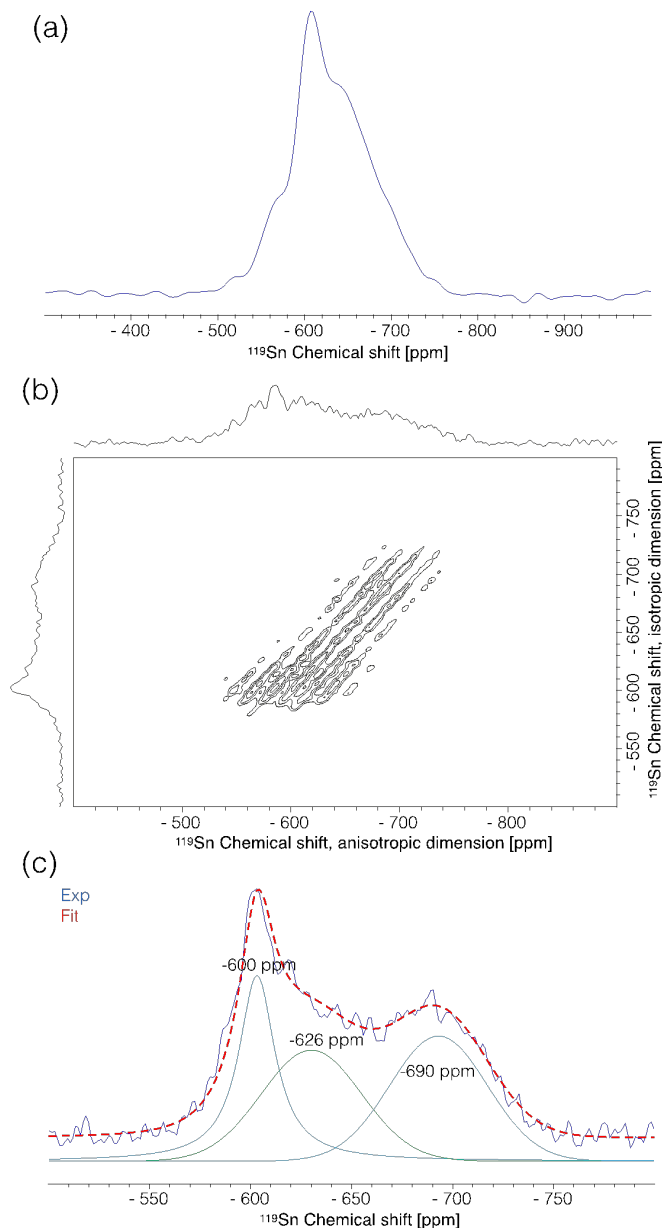 (a)
- 400 - 500 - 600 - 700 - 800 - 900
¹¹⁹Sn Chemical shift [ppm]
(b)
- 750
- 700
- 650
- 600
- 550
¹¹⁹Sn Chemical shift, isotropic dimension [ppm]
- 500 - 600 - 700 - 800
¹¹⁹Sn Chemical shift, anisotropic dimension [ppm]
(c)
Exp
Fit
-600 ppm
-626 ppm
-690 ppm
- 550 - 600 - 650 - 700 - 750
¹¹⁹Sn Chemical shift [ppm]